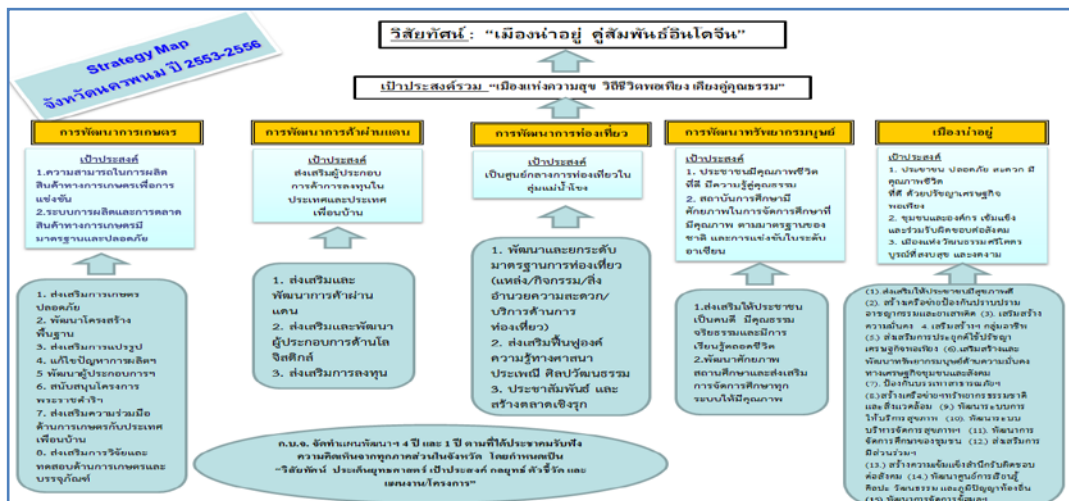 Strategy Map
จังหวัดนครพนม ปี 2553-2556
วิสัยทัศน์ : “เมืองน่าอยู่ คู่สัมพันธ์อินโดจีน”
เป้าประสงค์รวม “เมืองแห่งความสุข วิถีชีวิตพอเพียง เคียงคู่คุณธรรม”
การพัฒนาการเกษตร
เป้าประสงค์
1.ความสามารถในการผลิต
สินค้าทางการเกษตรเพื่อการ
แข่งขัน
2.ระบบการผลิตและการตลาด
สินค้าทางการเกษตรมี
มาตรฐานและปลอดภัย
1. ส่งเสริมการเกษตร
ปลอดภัย
2. พัฒนาโครงสร้าง
พื้นฐาน
3. ส่งเสริมการแปรรูป
4. แก้ไขปัญหาการผลิตฯ
5 พัฒนาผู้ประกอบการฯ
6. สนับสนุนโครงการ
พระราชดำริฯ
7. ส่งเสริมความร่วมมือ
ด้านการเกษตรกับประเทศ
เพื่อนบ้าน
8. ส่งเสริมการวิจัยและ
ทดสอบด้านการเกษตรและ
บรรจุภัณฑ์
การพัฒนาการค้าผ่านแดน
เป้าประสงค์
ส่งเสริมผู้ประกอบ
การค้าการลงทุนใน
ประเทศและประเทศ
เพื่อนบ้าน
1. ส่งเสริมและ
พัฒนาการค้าผ่าน
แดน
2. ส่งเสริมและพัฒนา
ผู้ประกอบการด้านโล
จิสติกส์
3. ส่งเสริมการลงทุน
การพัฒนาการท่องเที่ยว
เป้าประสงค์
เป็นศูนย์กลางการท่องเที่ยวใน
ลุ่มแม่น้ำโขง
1. พัฒนาและยกระดับ
มาตรฐานการท่องเที่ยว
(แหล่ง/กิจกรรม/สิ่ง
อำนวยความสะดวก/
บริการด้านการ
ท่องเที่ยว)
2. ส่งเสริมฟื้นฟูองค์
ความรู้ทางศาสนา
ประเพณี ศิลปวัฒนธรรม
3. ประชาสัมพันธ์ และ
สร้างตลาดเชิงรุก
การพัฒนาทรัพยากรมนุษย์
เป้าประสงค์
1. ประชาชนมีคุณภาพชีวิต
ที่ดี มีความรู้คู่คุณธรรม
2. สถาบันการศึกษามี
ศักยภาพในการจัดการศึกษาที่
มีคุณภาพ ตามมาตรฐานของ
ชาติ และการแข่งขันในระดับ
อาเซียน
1.ส่งเสริมให้ประชาชน
เป็นคนดี มีคุณธรรม
จริยธรรมและมีการ
เรียนรู้ตลอดชีวิต
2.พัฒนาศักยภาพ
สถานศึกษาและส่งเสริม
การจัดการศึกษาทุก
ระบบให้มีคุณภาพ
เมืองน่าอยู่
เป้าประสงค์
1. ประชาชน ปลอดภัย สะดวก มี
คุณภาพชีวิต
ที่ดี ด้วยปรัชญาเศรษฐกิจ
พอเพียง
2. ชุมชนและองค์กร เข้มแข็ง
และร่วมรับผิดชอบต่อสังคม
3. เมืองแห่งวัฒนธรรมศรีโคตร
บูรณ์ที่สงบสุข และงดงาม
(1). ส่งเสริมให้ประชาชนมีสุขภาพดี
(2). สร้างเครือข่ายป้องกันปราบปราม
อาชญากรรมและยาเสพติด (3). เสริมสร้าง
ความมั่นคง 4. เสริมสร้างฯ กลุ่มอาชีพ
(5.) ส่งเสริมการประยุกต์ใช้ปรัชญา
เศรษฐกิจพอเพียง (6).เสริมสร้างและ
พัฒนาทรัพยากรมนุษย์ด้านความมั่นคง
ทางเศรษฐกิจชุมชนและสังคม
(7). ป้องกันบรรเทาสาธารณภัยฯ
(8.)สร้างเครือข่ายฯทรัพยากรธรรมชาติ
และสิ่งแวดล้อม (9.) พัฒนาระบบการ
ให้บริการสุขภาพ (10). พัฒนาระบบ
บริหารจัดการสุขภาพฯ (11). พัฒนาการ
จัดการศึกษาของชุมชน (12.) ส่งเสริมการ
มีส่วนร่วมฯ
(13.) สร้างความเข้มแข็งสำนึกรับผิดชอบ
ต่อสังคม (14.) พัฒนาศูนย์การเรียนรู้
ศิลปะ วัฒนธรรม และภูมิปัญญาท้องถิ่น
ก.บ.จ. จัดทำแผนพัฒนาฯ 4 ปี และ 1 ปี ตามที่ได้ประชาคมรับฟัง
ความคิดเห็นจากทุกภาคส่วนในจังหวัด โดยกำหนดเป็น
“วิสัยทัศน์ ประเด็นยุทธศาสตร์ เป้าประสงค์ กลยุทธ์ ตัวชี้วัด และ
แผนงาน/โครงการ”